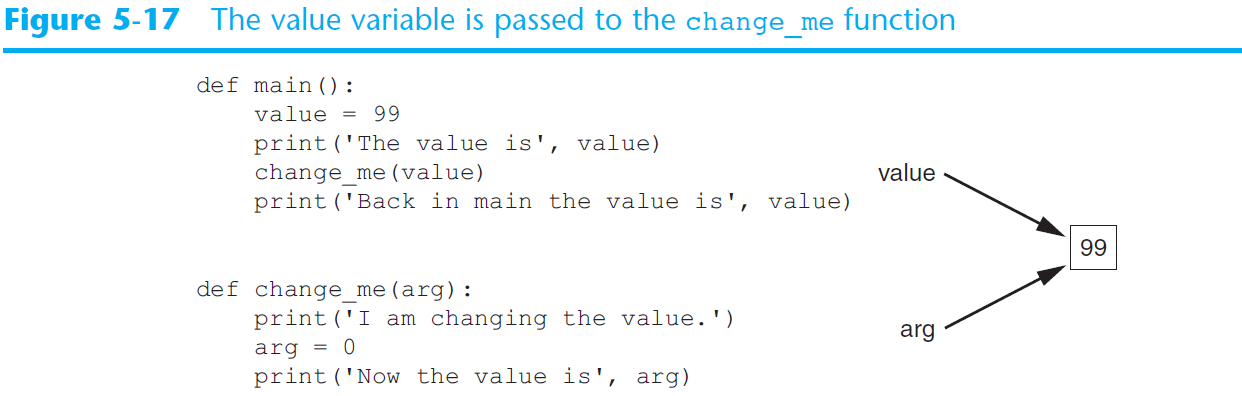 Figure 5-17 The value variable is passed to the change_me function
def main():
    value = 99
    print('The value is', value)
    change_me(value)
    print('Back in main the value is', value)
def change_me(arg):
    print('I am changing the value.')
    arg = 0
    print('Now the value is', arg)
value
99
arg